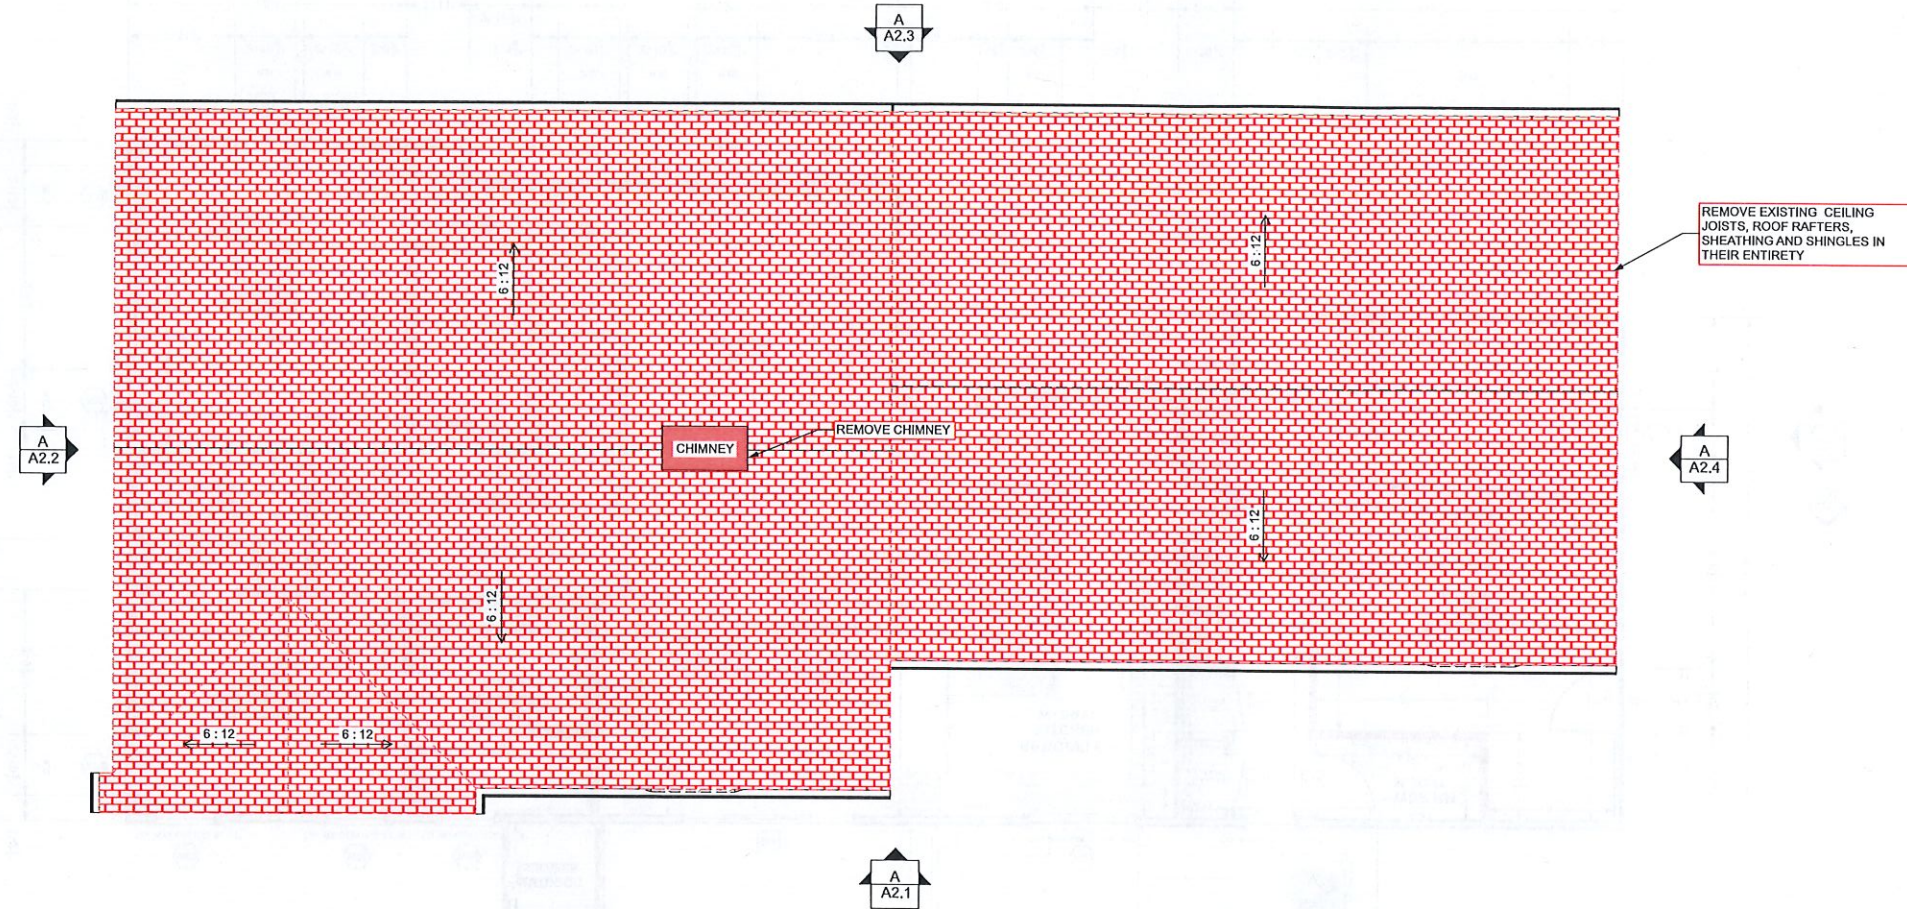 A
A2.3
REMOVE EXISTING CEILING
JOISTS, ROOF RAFTERS,
SHEATHING AND SHINGLES IN
THEIR ENTIRETY
6 : 12
6 : 12
REMOVE CHIMNEY
CHIMNEY
A
A2.2
A
A2.4
6 : 12
6 : 12
6 : 12
6 : 12
A
A2.1